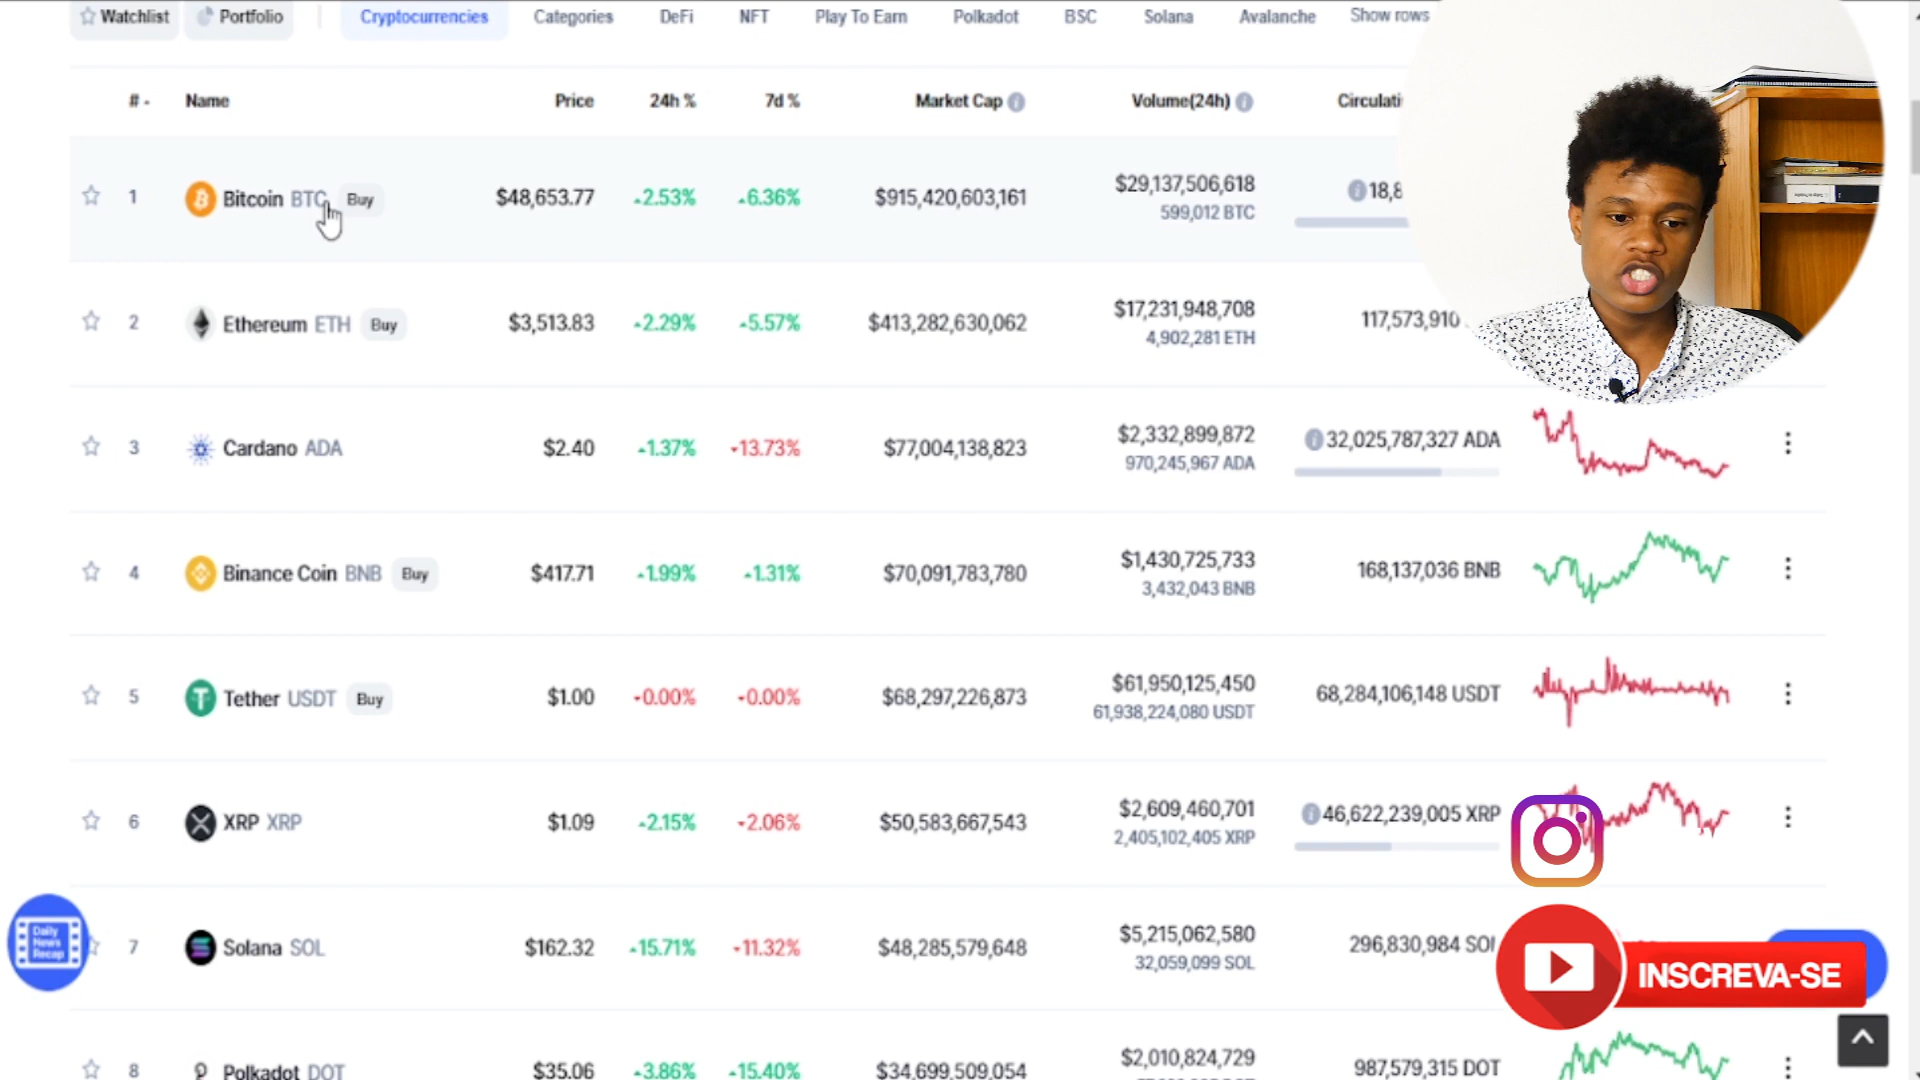 Watchlist Portfolio Cryptocurrencies Categories DeFi NFT Play To Earn Polkadot BSC Solana Avalanche Show rows
# Name Price 24h % 7d % Market Cap Volume(24h)
1 Bitcoin BTC Buy $48,653.77 2.53% 6.36% $915,420,603,161 $29,137,506,618
599,012 BTC
2 Ethereum ETH Buy $3,513.83 2.29% 5.57% $413,282,630,062 $17,231,948,708 117,573,910
4,902,281 ETH
3 Cardano ADA $2.40 1.37% 13.73% $77,004,138,823 $2,332,899,872 32,025,787,327 ADA
970,245,967 ADA
4 Binance Coin BNB Buy $417.71 1.99% 1.31% $70,091,783,780 $1,430,725,733 168,137,036 BNB
3,432,043 BNB
5 Tether USDT Buy $1.00 0.00% 0.00% $68,297,226,873 $61,950,125,450 68,284,106,148 USDT
61,938,224,080 USDT
6 XRP XRP $1.09 2.15% 2.06% $50,583,667,543 $2,609,460,701 46,622,239,005 XRP
2,405,102,405 XRP
Daily
News
Recap
7 Solana SOL $162.32 15.71% 11.32% $48,285,579,648 $5,215,062,580 296,830,984 SOL
32,059,099 SOL
INSCREVA-SE
8 Polkadot DOT $35.06 3.86% 15.40% $34,699,509,054 $2,010,824,729 987,579,315 DOT